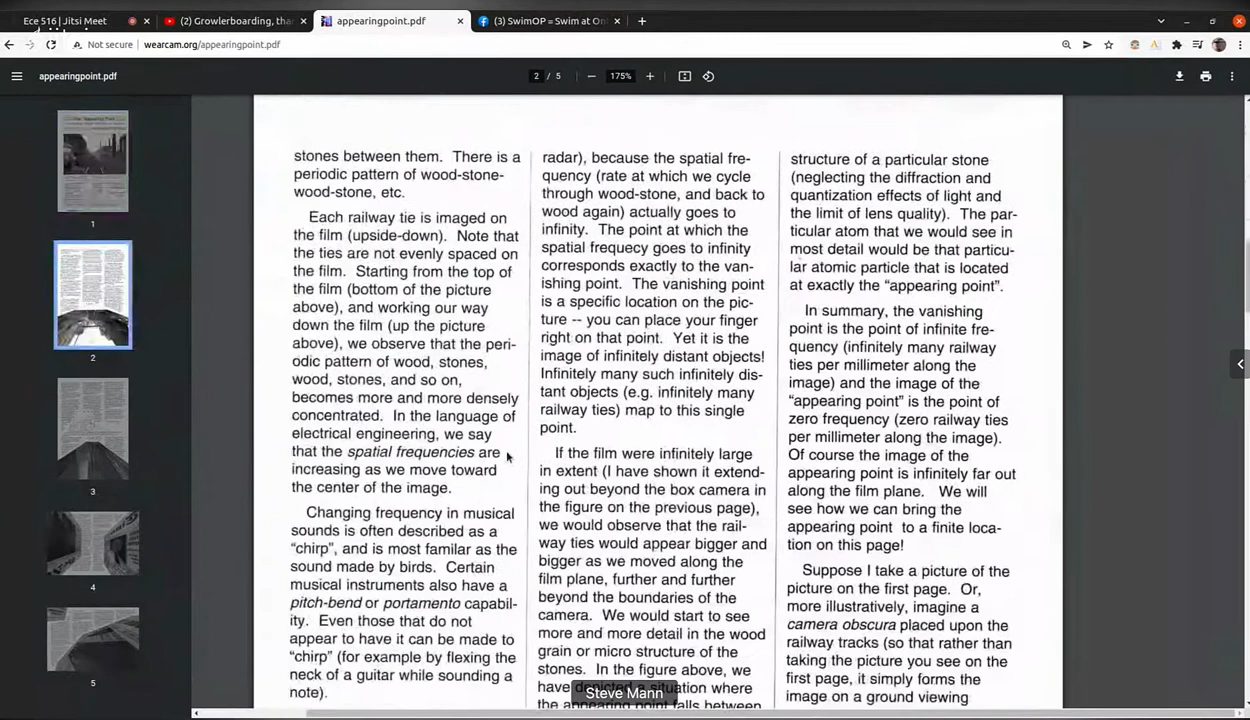 Ece 516 | Jitsi Meet
(2) Growlerboarding, tha
appearingpoint.pdf
(3) SwimOP = Swim at On
Not secure
wearcam.org/appearingpoint.pdf
appearingpoint.pdf
2 / 5
175%
1
2
3
4
5
stones between them. There is a
periodic pattern of wood-stone-
wood-stone, etc.
Each railway tie is imaged on
the film (upside-down). Note that
the ties are not evenly spaced on
the film. Starting from the top of
the film (bottom of the picture
above), and working our way
down the film (up the picture
above), we observe that the peri-
odic pattern of wood, stones,
wood, stones, and so on,
becomes more and more densely
concentrated. In the language of
electrical engineering, we say
that the spatial frequencies are
increasing as we move toward
the center of the image.
Changing frequency in musical
sounds is often described as a
“chirp”, and is most familar as the
sound made by birds. Certain
musical instruments also have a
pitch-bend or portamento capabil-
ity. Even those that do not
appear to have it can be made to
“chirp” (for example by flexing the
neck of a guitar while sounding a
note).
radar), because the spatial fre-
quency (rate at which we cycle
through wood-stone, and back to
wood again) actually goes to
infinity. The point at which the
spatial frequecy goes to infinity
corresponds exactly to the van-
ishing point. The vanishing point
is a specific location on the pic-
ture -- you can place your finger
right on that point. Yet it is the
image of infinitely distant objects!
Infinitely many such infinitely dis-
tant objects (e.g. infinitely many
railway ties) map to this single
point.
If the film were infinitely large
in extent (I have shown it extend-
ing out beyond the box camera in
the figure on the previous page),
we would observe that the rail-
way ties would appear bigger and
bigger as we moved along the
film plane, further and further
beyond the boundaries of the
camera. We would start to see
more and more detail in the wood
grain or micro structure of the
stones. In the figure above, we
have depicted a situation where
the appearing point falls between
structure of a particular stone
(neglecting the diffraction and
quantization effects of light and
the limit of lens quality). The par-
ticular atom that we would see in
most detail would be that particu-
lar atomic particle that is located
at exactly the “appearing point”.
In summary, the vanishing
point is the point of infinite fre-
quency (infinitely many railway
ties per millimeter along the
image) and the image of the
“appearing point” is the point of
zero frequency (zero railway ties
per millimeter along the image).
Of course the image of the
appearing point is infinitely far out
along the film plane. We will
see how we can bring the
appearing point to a finite loca-
tion on this page!
Suppose I take a picture of the
picture on the first page. Or,
more illustratively, imagine a
camera obscura placed upon the
railway tracks (so that rather than
taking the picture you see on the
first page, it simply forms the
image on a ground viewing
Steve Mann